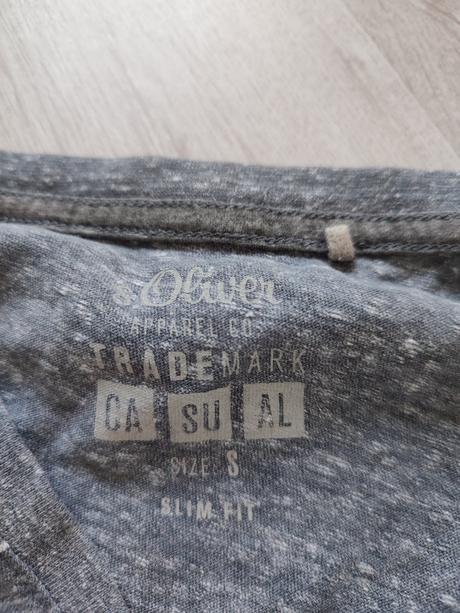 s.Oliver
APPAREL CO
TRADEMARK
CA SU AL
SIZE: S
SLIM FIT